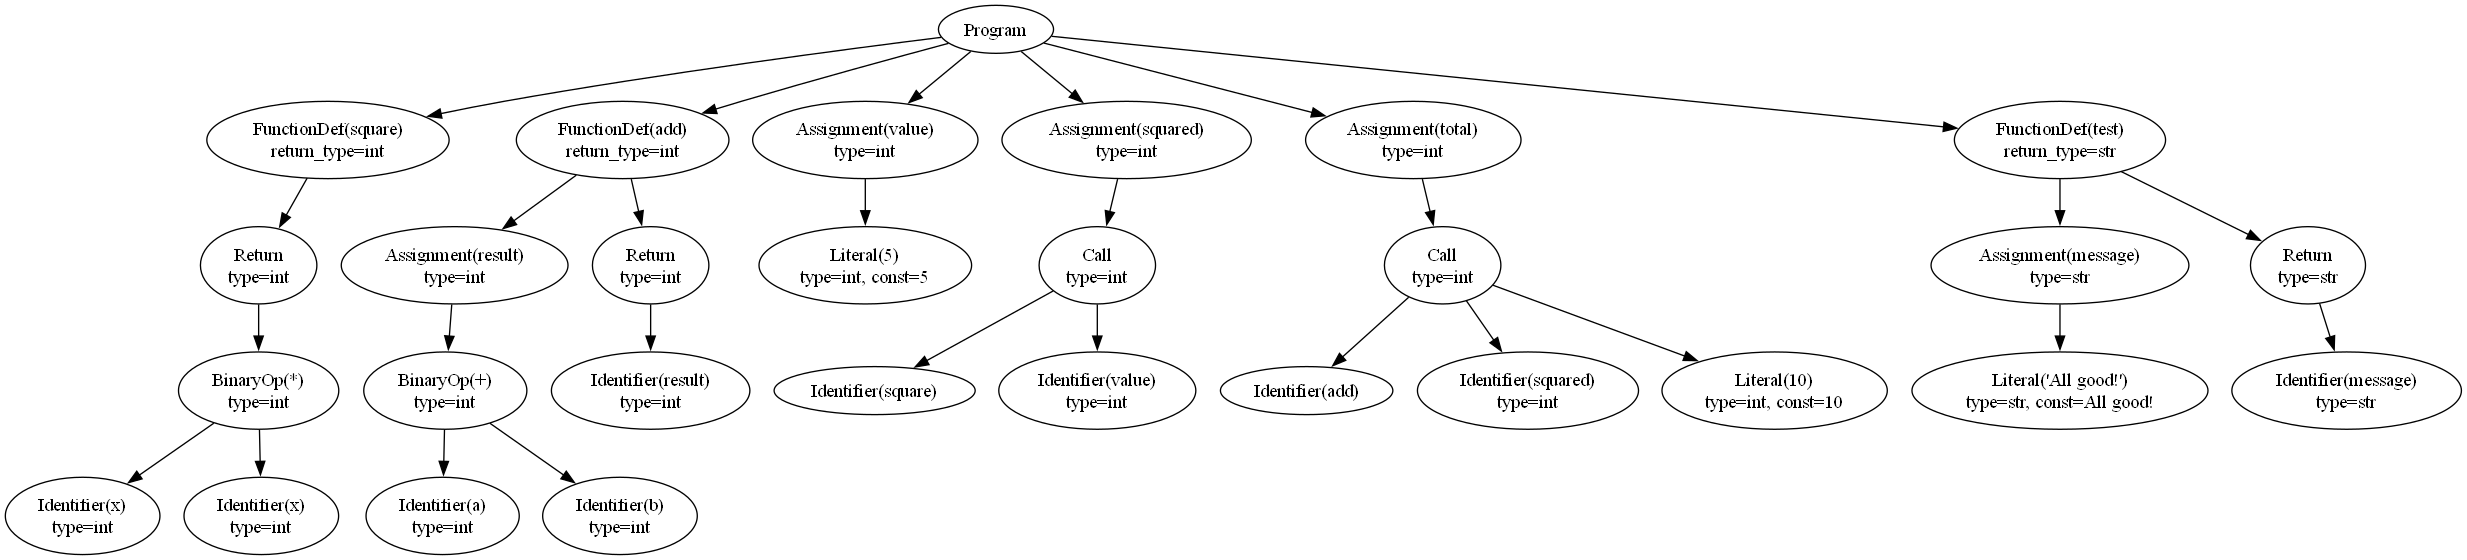 Program
FunctionDef(square)
return_type=int
FunctionDef(add)
return_type=int
Assignment(value)
type=int
Assignment(squared)
type=int
Assignment(total)
type=int
FunctionDef(test)
return_type=str
Return
type=int
Assignment(result)
type=int
Return
type=int
Literal(5)
type=int, const=5
Call
type=int
Call
type=int
Assignment(message)
type=str
Return
type=str
BinaryOp(*)
type=int
BinaryOp(+)
type=int
Identifier(result)
type=int
Identifier(square)
Identifier(value)
type=int
Identifier(add)
Identifier(squared)
type=int
Literal(10)
type=int, const=10
Literal('All good!')
type=str, const=All good!
Identifier(message)
type=str
Identifier(x)
type=int
Identifier(x)
type=int
Identifier(a)
type=int
Identifier(b)
type=int